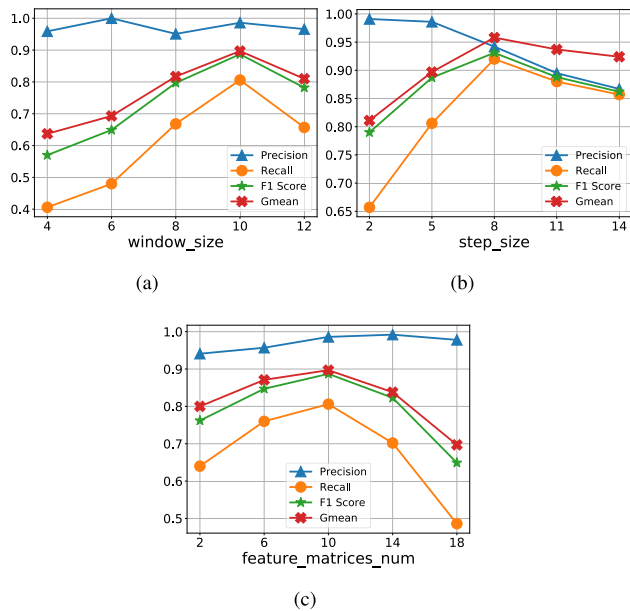 1.0
0.9
0.8
0.7
0.6
0.5
0.4
Precision
Recall
F1 Score
Gmean
4 6 8 10 12
window_size
(a)
1.00
0.95
0.90
0.85
0.80
0.75
0.70
0.65
Precision
Recall
F1 Score
Gmean
2 5 8 11 14
step_size
(b)
1.0
0.9
0.8
0.7
0.6
0.5
Precision
Recall
F1 Score
Gmean
2 6 10 14 18
feature_matrices_num
(c)